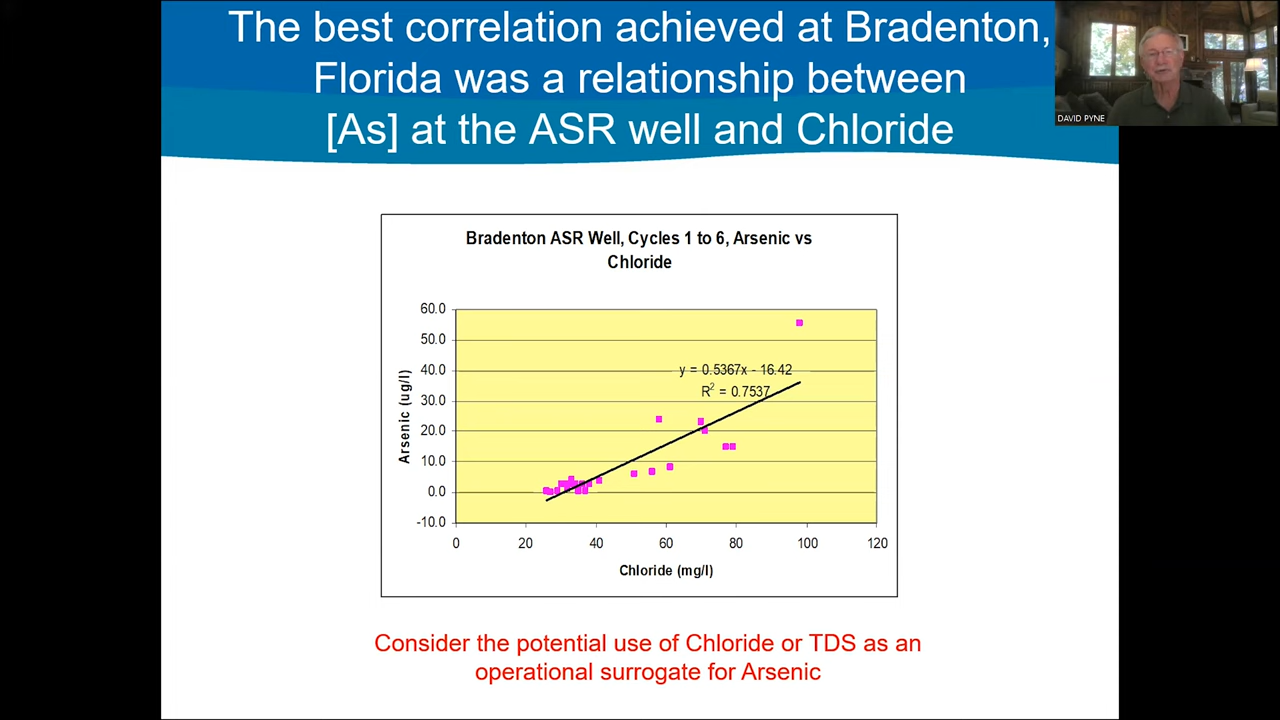 The best correlation achieved at Bradenton,
Florida was a relationship between
[As] at the ASR well and Chloride
DAVID PYNE
Bradenton ASR Well, Cycles 1 to 6, Arsenic vs
Chloride
Arsenic (ug/l)
60.0
50.0
40.0
30.0
20.0
10.0
0.0
-10.0
y = 0.5367x - 16.42
R² = 0.7537
0 20 40 60 80 100 120
Chloride (mg/l)
Consider the potential use of Chloride or TDS as an
operational surrogate for Arsenic